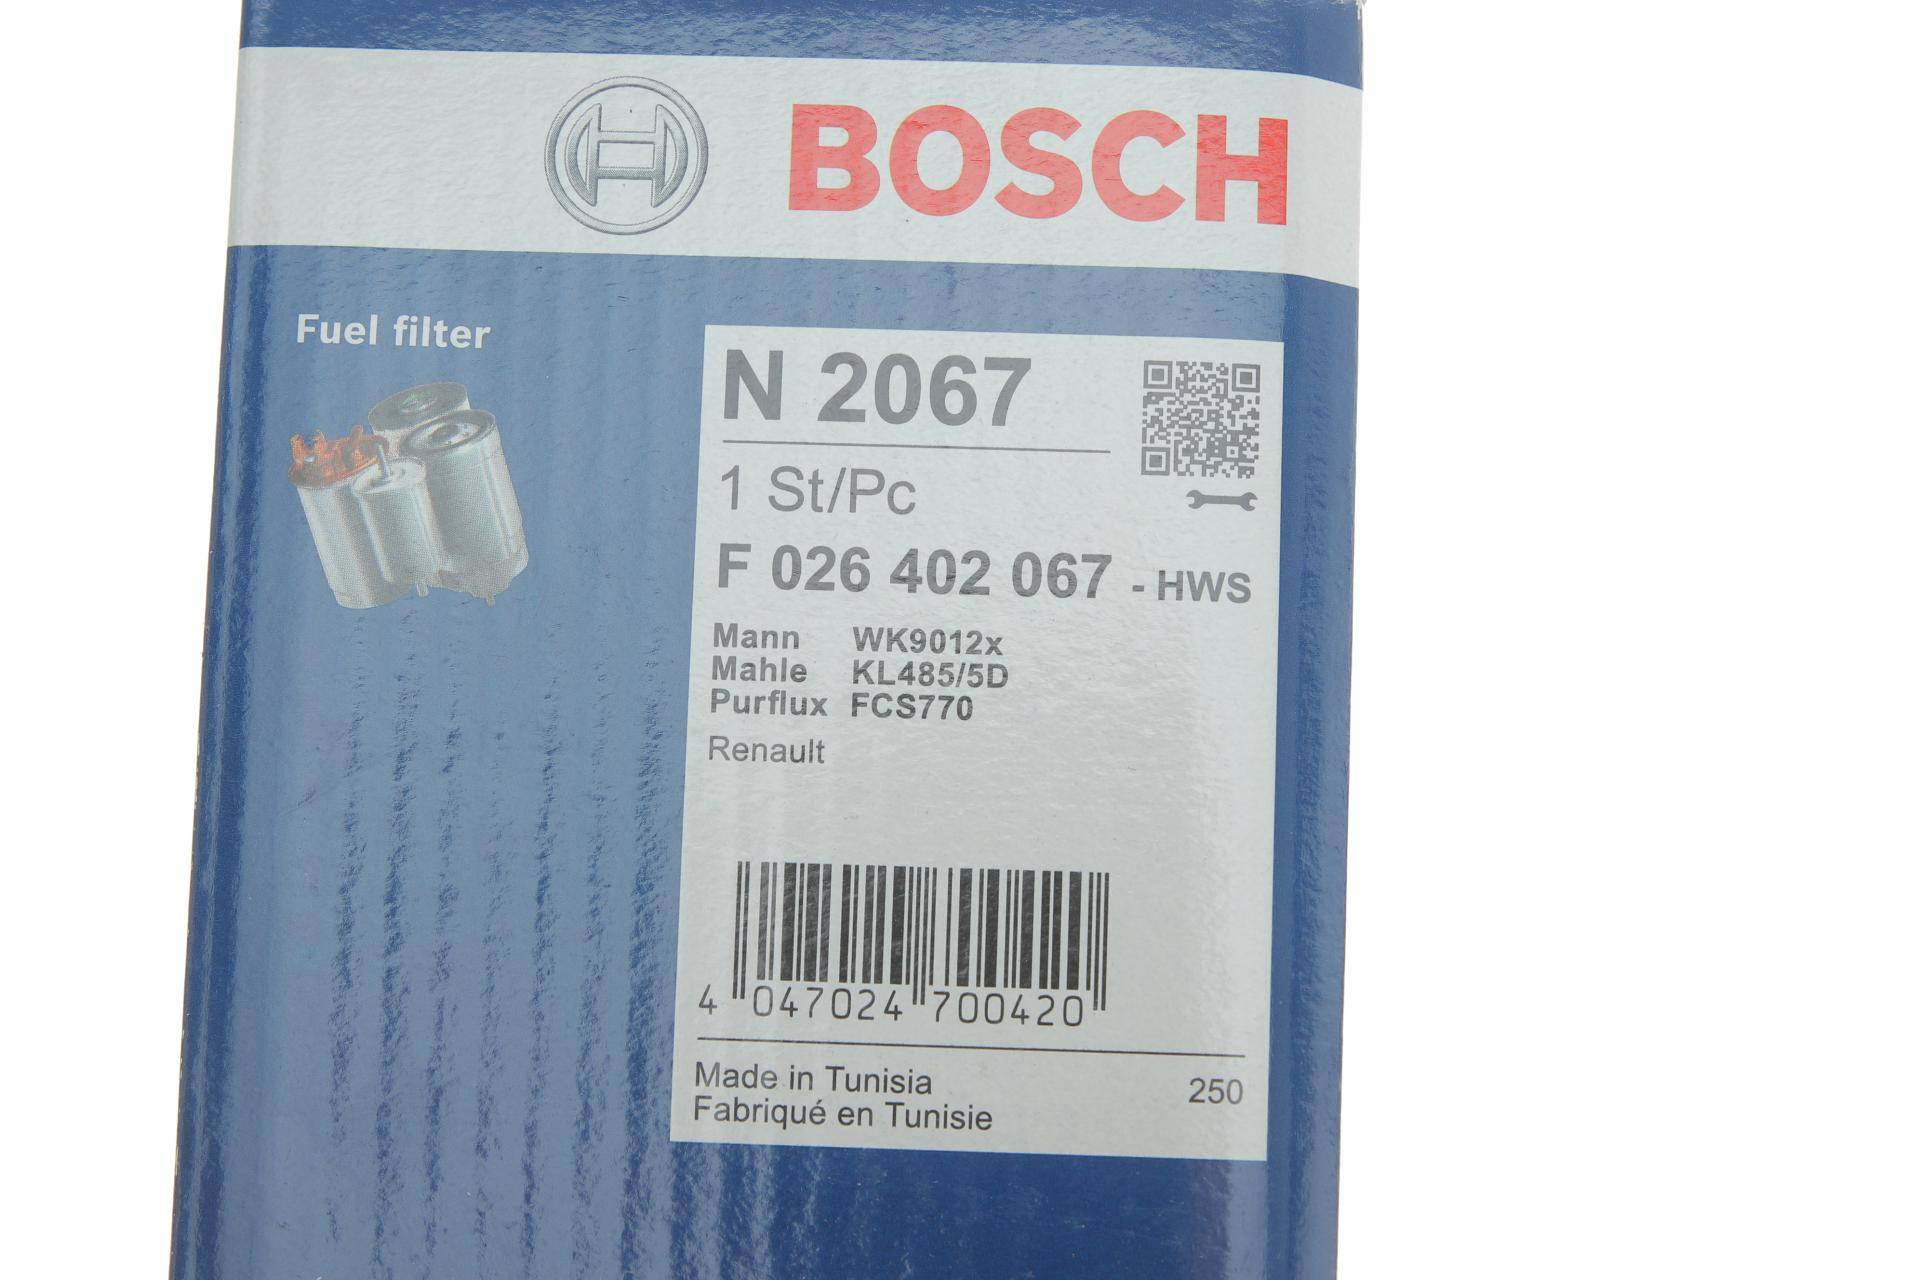 BOSCH
Fuel filter
N 2067
1 St/Pc
F 026 402 067 - HWS
Mann WK9012x
Mahle KL485/5D
Purflux FCS770
Renault
4 047024 700420
Made in Tunisia 250
Fabriqué en Tunisie